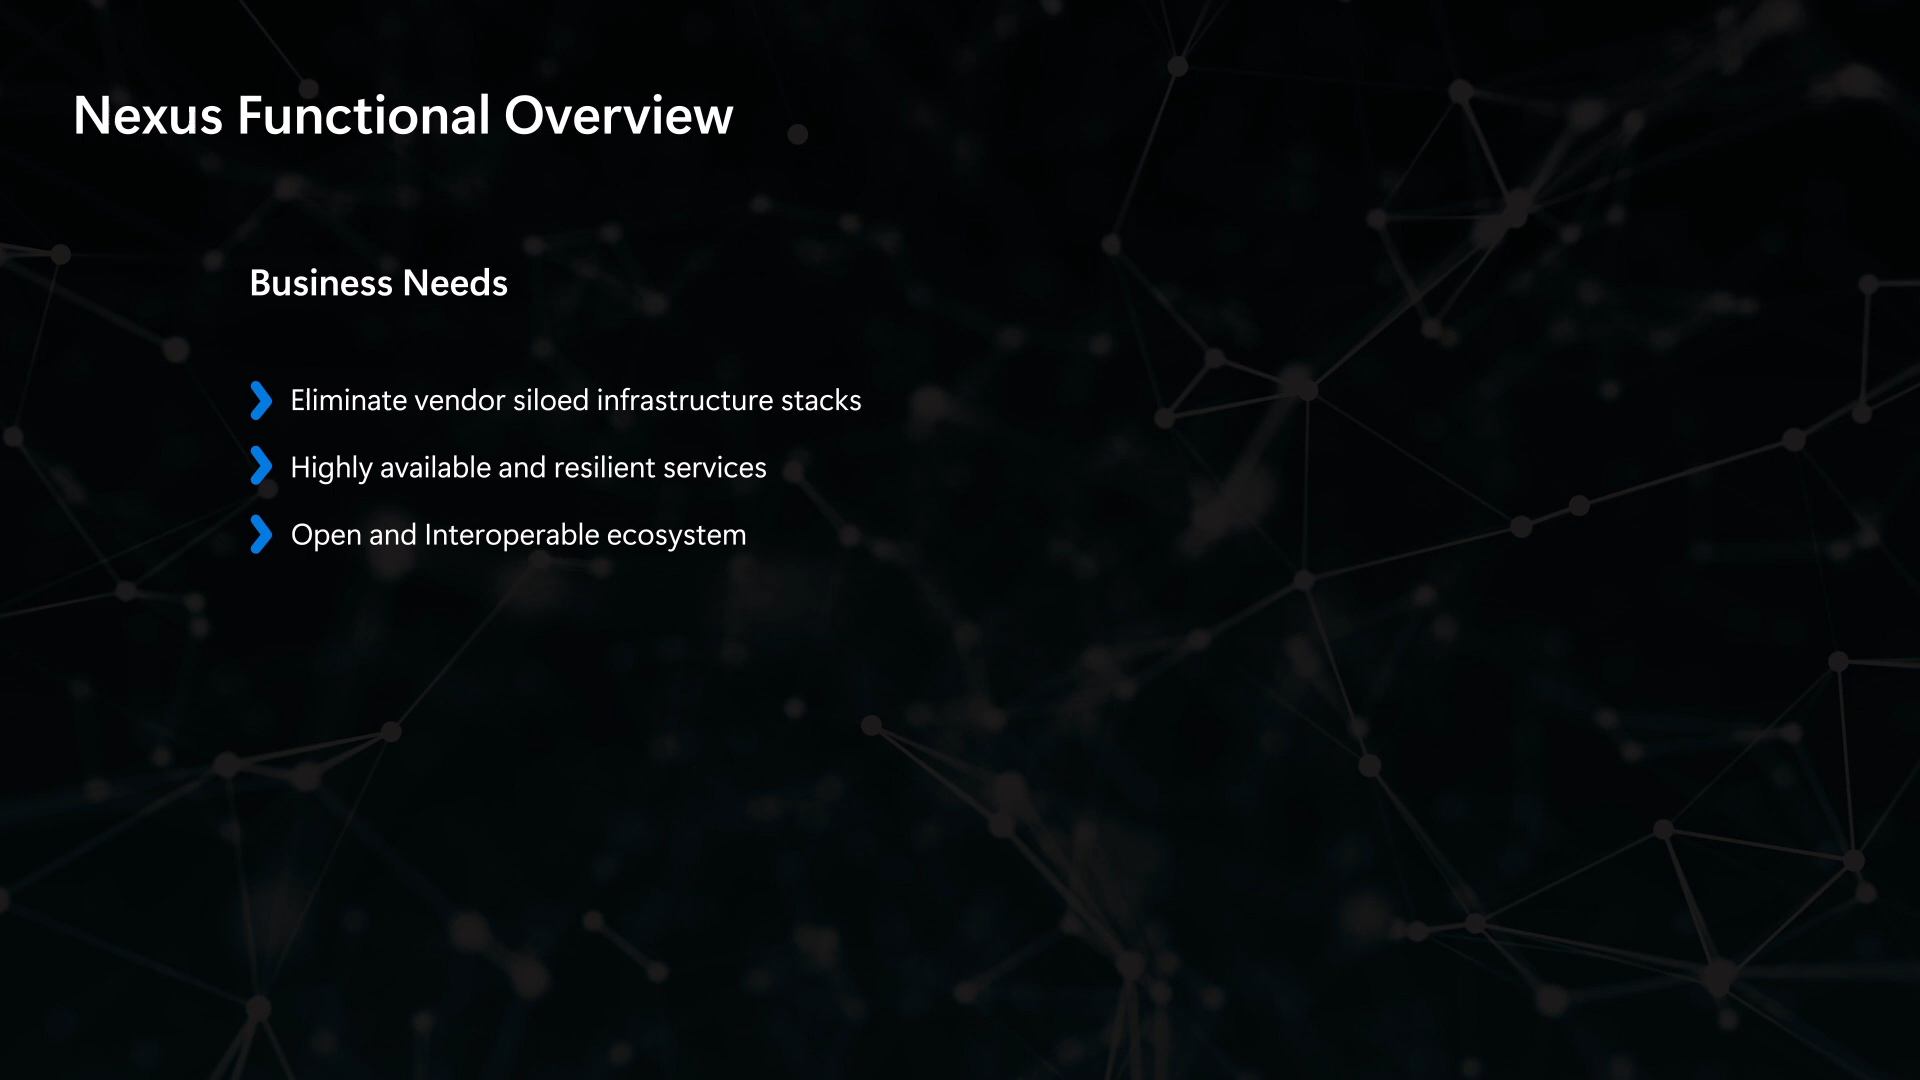 Nexus Functional Overview
Business Needs
Eliminate vendor siloed infrastructure stacks
Highly available and resilient services
Open and Interoperable ecosystem